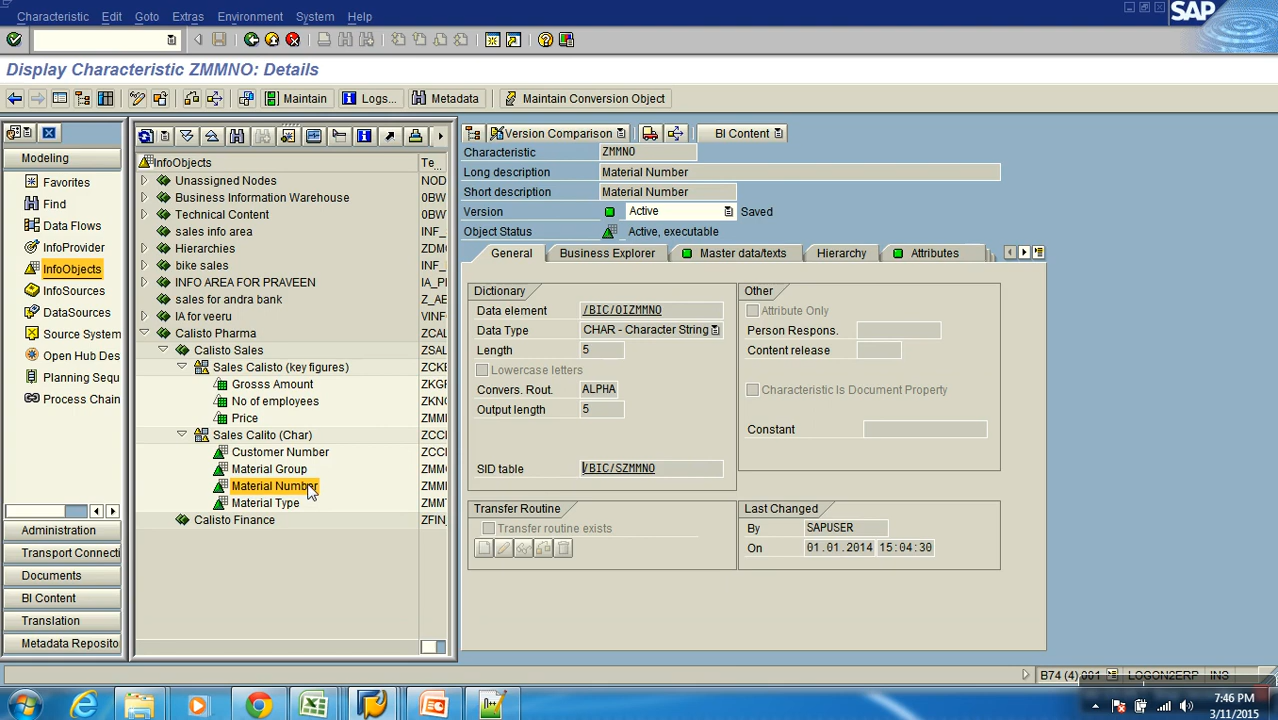 Characteristic Edit Goto Extras Environment System Help
SAP
Display Characteristic ZMMNO: Details
Maintain Logs... Metadata Maintain Conversion Object
Modeling
Favorites
Find
Data Flows
InfoProvider
InfoObjects
InfoSources
DataSources
Source System
Open Hub Des
Planning Sequ
Process Chain
Administration
Transport Connecti
Documents
BI Content
Translation
Metadata Reposito
InfoObjects Te...
Unassigned Nodes NOD
Business Information Warehouse 0BW
Technical Content 0BW
sales info area INF_
Hierarchies ZDM
bike sales INF_
INFO AREA FOR PRAVEEN IA_P
sales for andra bank Z_AE
IA for veeru VINF
Calisto Pharma ZCAL
Calisto Sales ZSAL
Sales Calisto (key figures) ZCKE
Grosss Amount ZKGF
No of employees ZKNC
Price ZMM
Sales Calito (Char) ZCC
Customer Number ZCC
Material Group ZMM
Material Number ZMM
Material Type ZMM
Calisto Finance ZFIN_
Version Comparison BI Content
Characteristic ZMMNO
Long description Material Number
Short description Material Number
Version Active Saved
Object Status Active, executable
General Business Explorer Master data/texts Hierarchy Attributes
Dictionary
Data element /BIC/OIZMMNO
Data Type CHAR - Character String
Length 5
Lowercase letters
Convers. Rout. ALPHA
Output length 5
SID table /BIC/SZMMNO
Other
Attribute Only
Person Respons.
Content release
Characteristic Is Document Property
Constant
Transfer Routine
Transfer routine exists
Last Changed
By SAPUSER
On 01.01.2014 15:04:30
B74 (4) 001 LOGON2ERP INS
7:46 PM
3/11/2015